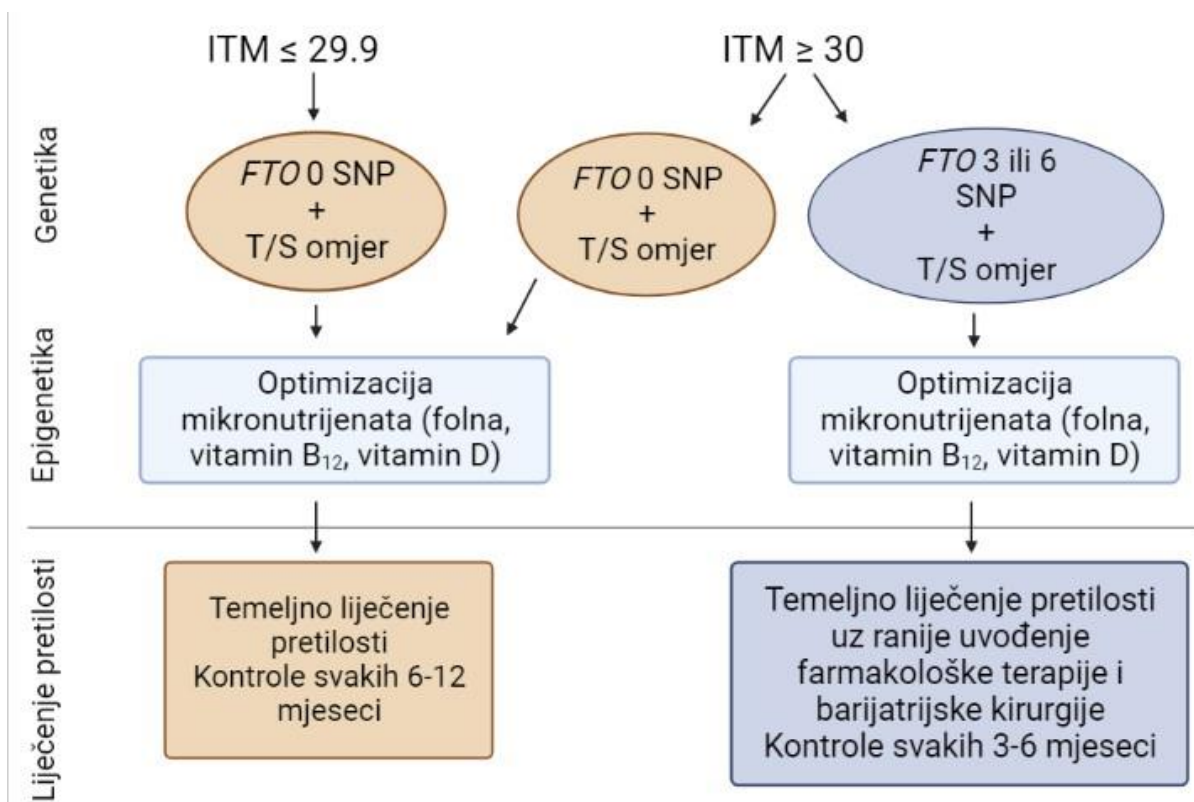 ITM ≤ 29.9
ITM ≥ 30
Genetika
FTO 0 SNP
+
T/S omjer
FTO 0 SNP
+
T/S omjer
FTO 3 ili 6
SNP
+
T/S omjer
Epigenetika
Optimizacija
mikronutrijenata (folna,
vitamin B₁₂, vitamin D)
Optimizacija
mikronutrijenata (folna,
vitamin B₁₂, vitamin D)
Liječenje pretilosti
Temeljno liječenje
pretilosti
Kontrole svakih 6-12
mjeseci
Temeljno liječenje pretilosti
uz ranije uvođenje
farmakološke terapije i
barijatrijske kirurgije
Kontrole svakih 3-6 mjeseci